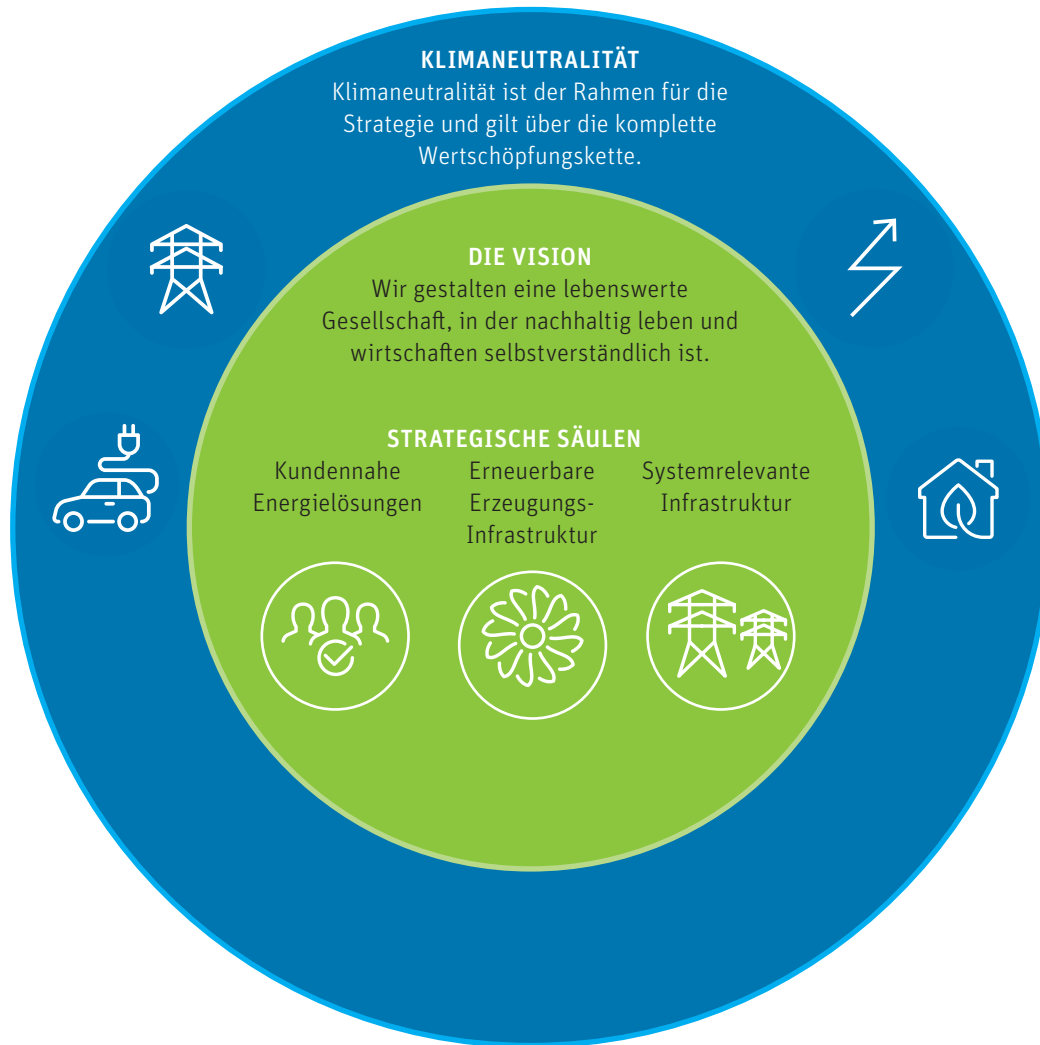 KLIMANEUTRALITÄT
Klimaneutralität ist der Rahmen für die
Strategie und gilt über die komplette
Wertschöpfungskette.
DIE VISION
Wir gestalten eine lebenswerte
Gesellschaft, in der nachhaltig leben und
wirtschaften selbstverständlich ist.
STRATEGISCHE SÄULEN
Kundennahe
Energielösungen
Erneuerbare
Erzeugungs-
Infrastruktur
Systemrelevante
Infrastruktur